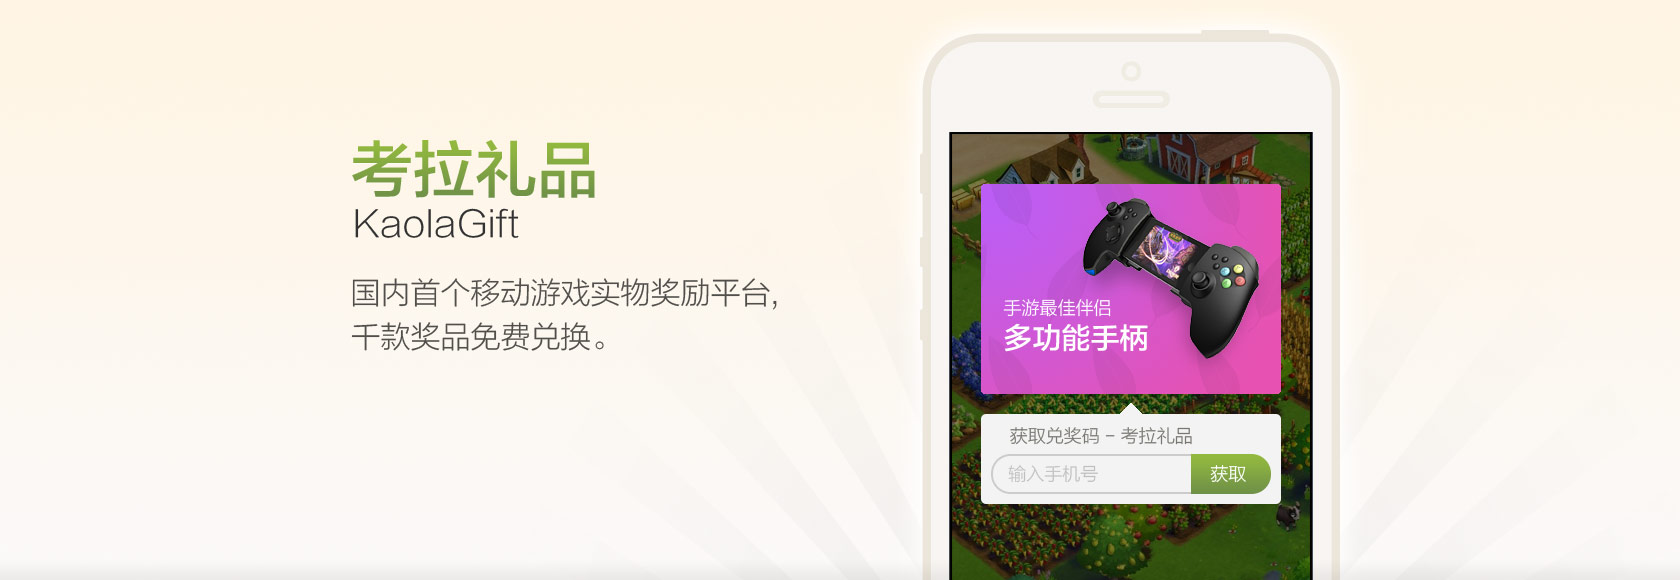 考拉礼品
KaolaGift
国内首个移动游戏实物奖励平台,
千款奖品免费兑换。
手游最佳伴侣
多功能手柄
获取兑奖码 - 考拉礼品
输入手机号
获取